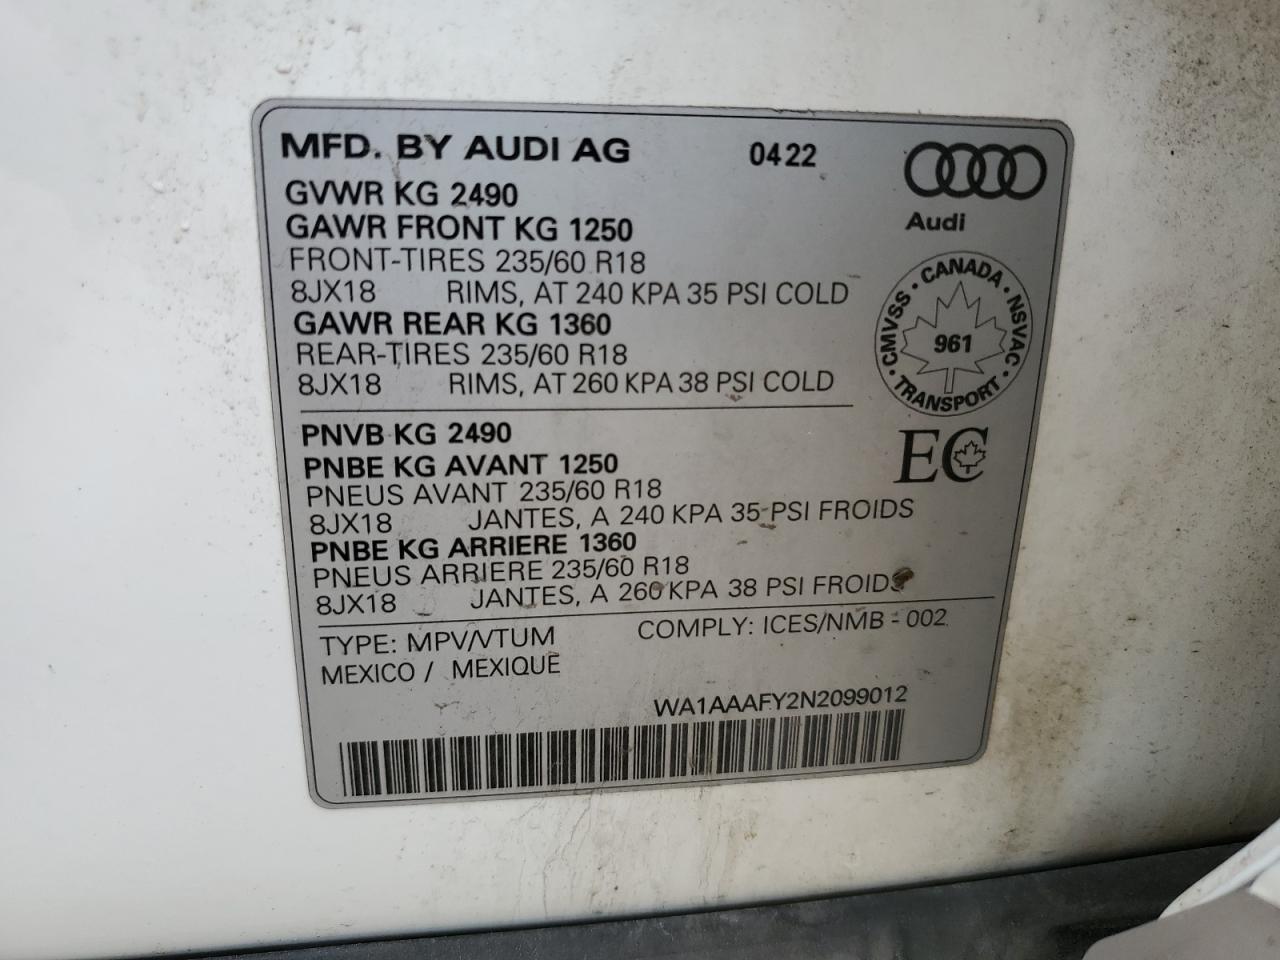 MFD. BY AUDI AG 0422
GVWR KG 2490
GAWR FRONT KG 1250
FRONT-TIRES 235/60 R18
8JX18 RIMS, AT 240 KPA 35 PSI COLD
GAWR REAR KG 1360
REAR-TIRES 235/60 R18
8JX18 RIMS, AT 260 KPA 38 PSI COLD
Audi
CMVSS · CANADA · NSVAC · TRANSPORT ·
961
EC
PNVB KG 2490
PNBE KG AVANT 1250
PNEUS AVANT 235/60 R18
8JX18 JANTES, A 240 KPA 35 PSI FROIDS
PNBE KG ARRIERE 1360
PNEUS ARRIERE 235/60 R18
8JX18 JANTES, A 260 KPA 38 PSI FROIDS
TYPE: MPV/VTUM COMPLY: ICES/NMB - 002
MEXICO / MEXIQUE
WA1AAAFY2N2099012